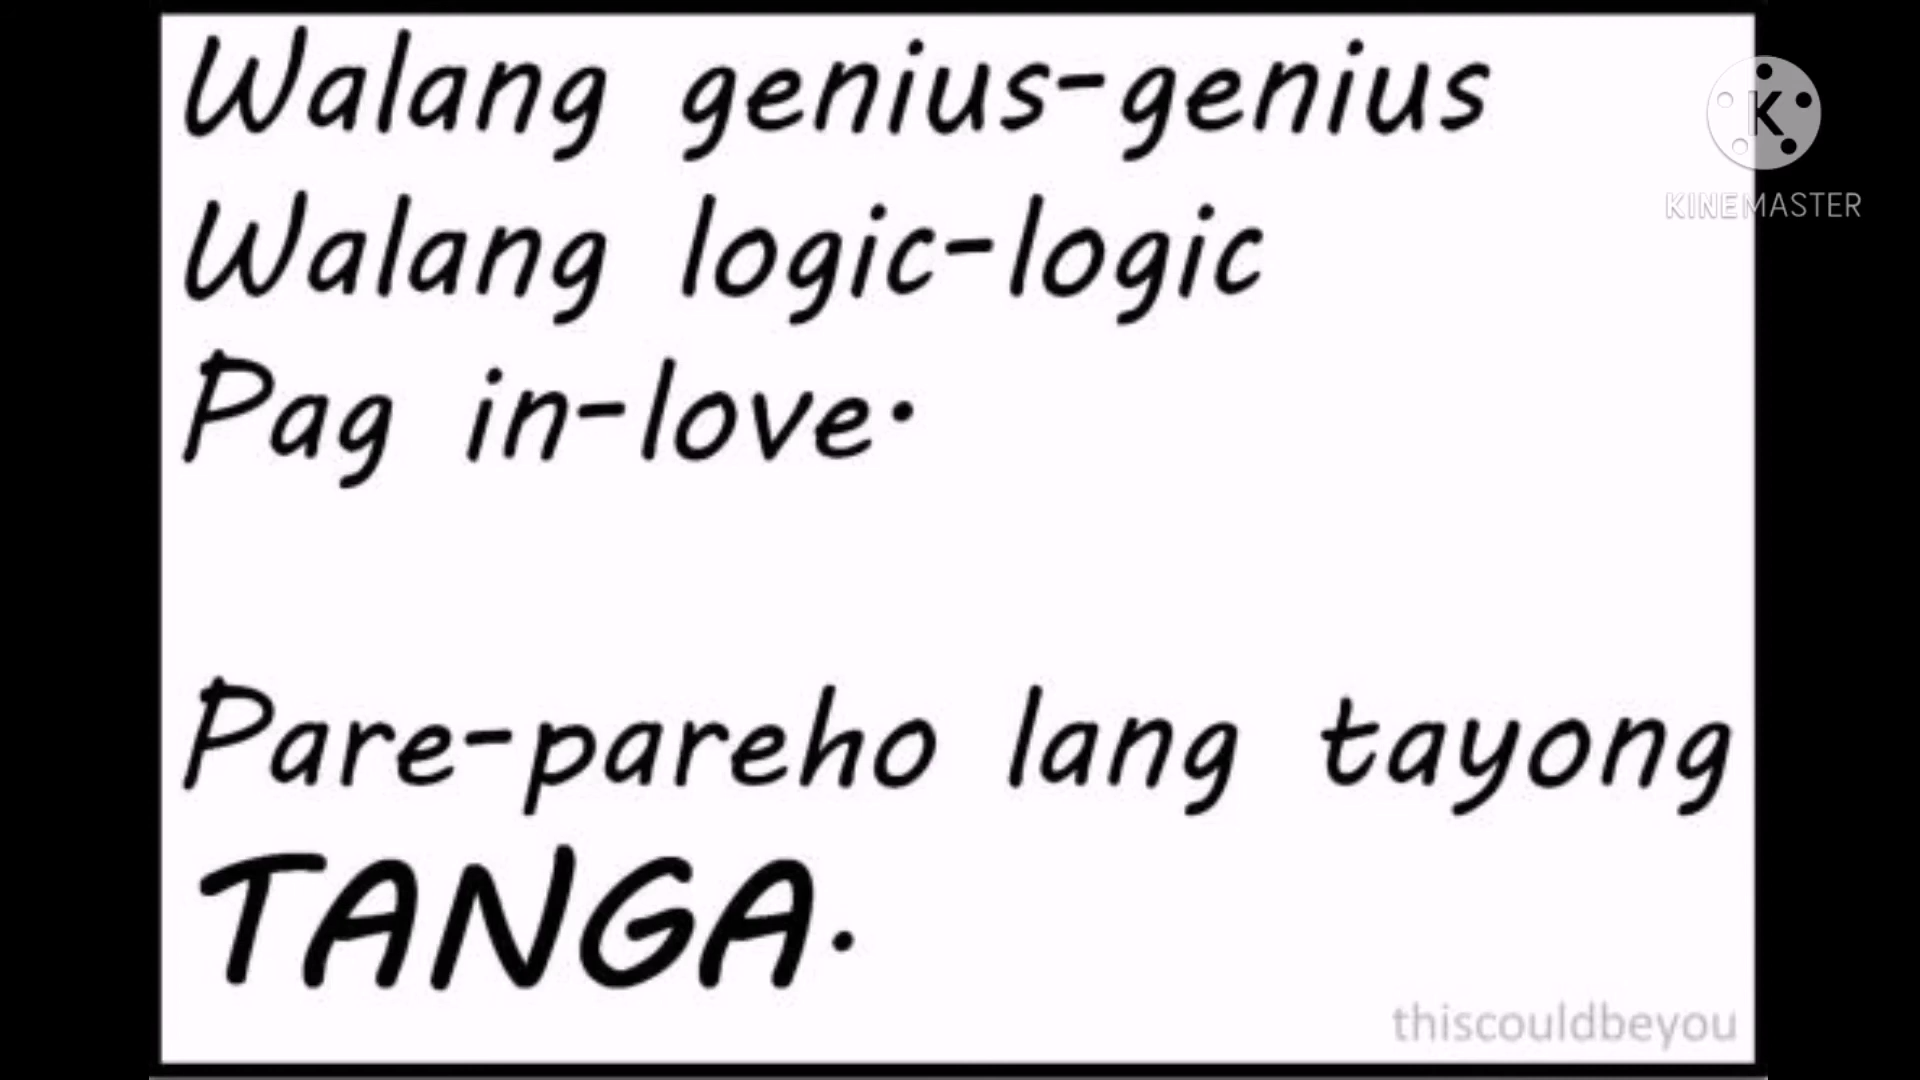 Walang genius-genius
Walang logic-logic
Pag in-love.
Pare-pareho lang tayong
TANGA.
thiscouldbeyou
K
KINEMASTER